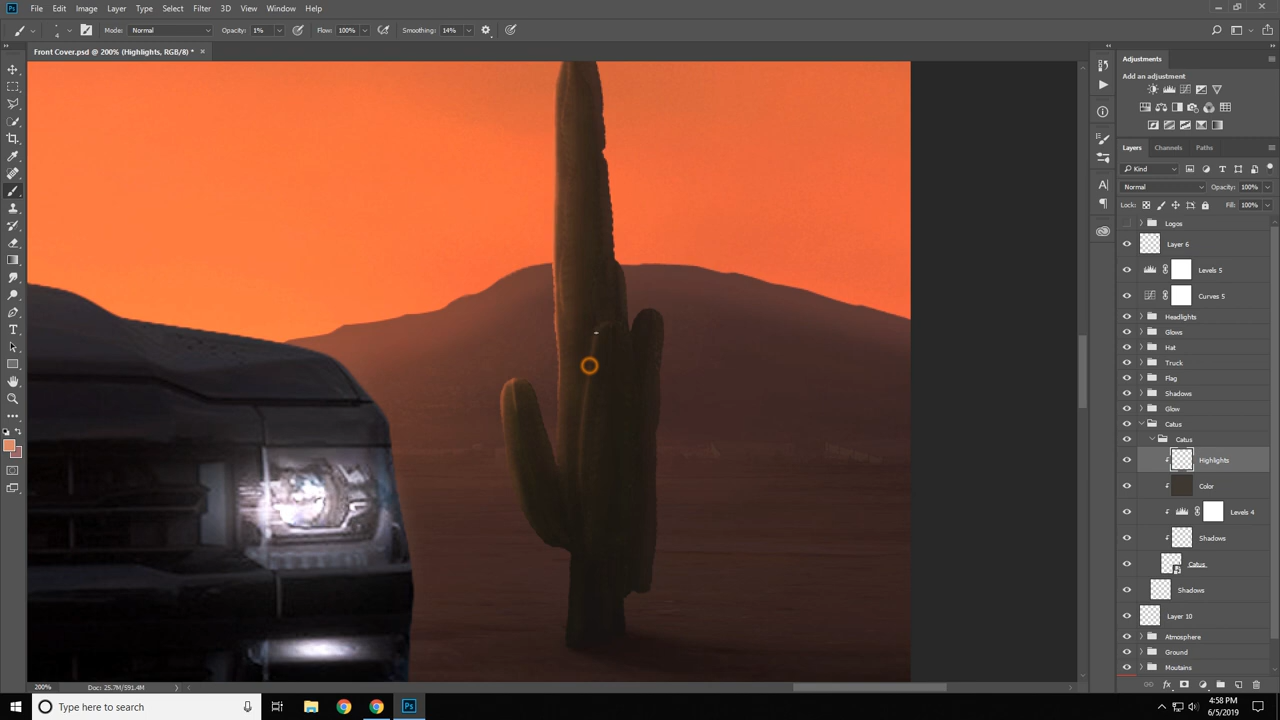 Ps File Edit Image Layer Type Select Filter 3D View Window Help
4 Mode: Normal Opacity: 1% Flow: 100% Smoothing: 14%
Front Cover.psd @ 200% (Highlights, RGB/8) *
Adjustments
Add an adjustment
Layers Channels Paths
Kind
Normal Opacity: 100%
Lock: Fill: 100%
Logos
Layer 6
Levels 5
Curves 5
Headlights
Glows
Hat
Truck
Flag
Shadows
Glow
Catus
Catus
Highlights
Color
Levels 4
Shadows
Catus
Shadows
Layer 10
Atmosphere
Ground
Moutains
200% Doc: 25.7M/591.4M
Type here to search
Ps
4:58 PM
6/5/2019